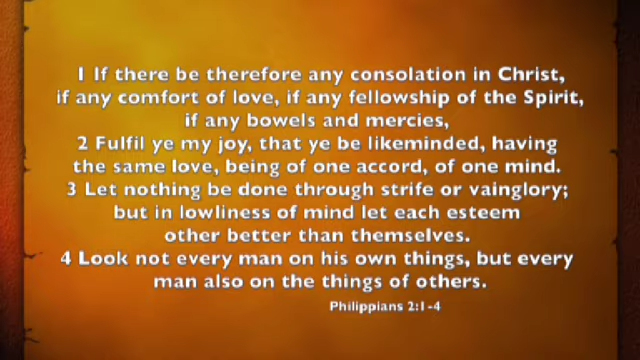 1 If there be therefore any consolation in Christ,
if any comfort of love, if any fellowship of the Spirit,
if any bowels and mercies,
2 Fulfil ye my joy, that ye be likeminded, having
the same love, being of one accord, of one mind.
3 Let nothing be done through strife or vainglory;
but in lowliness of mind let each esteem
other better than themselves.
4 Look not every man on his own things, but every
man also on the things of others.
Philippians 2:1-4